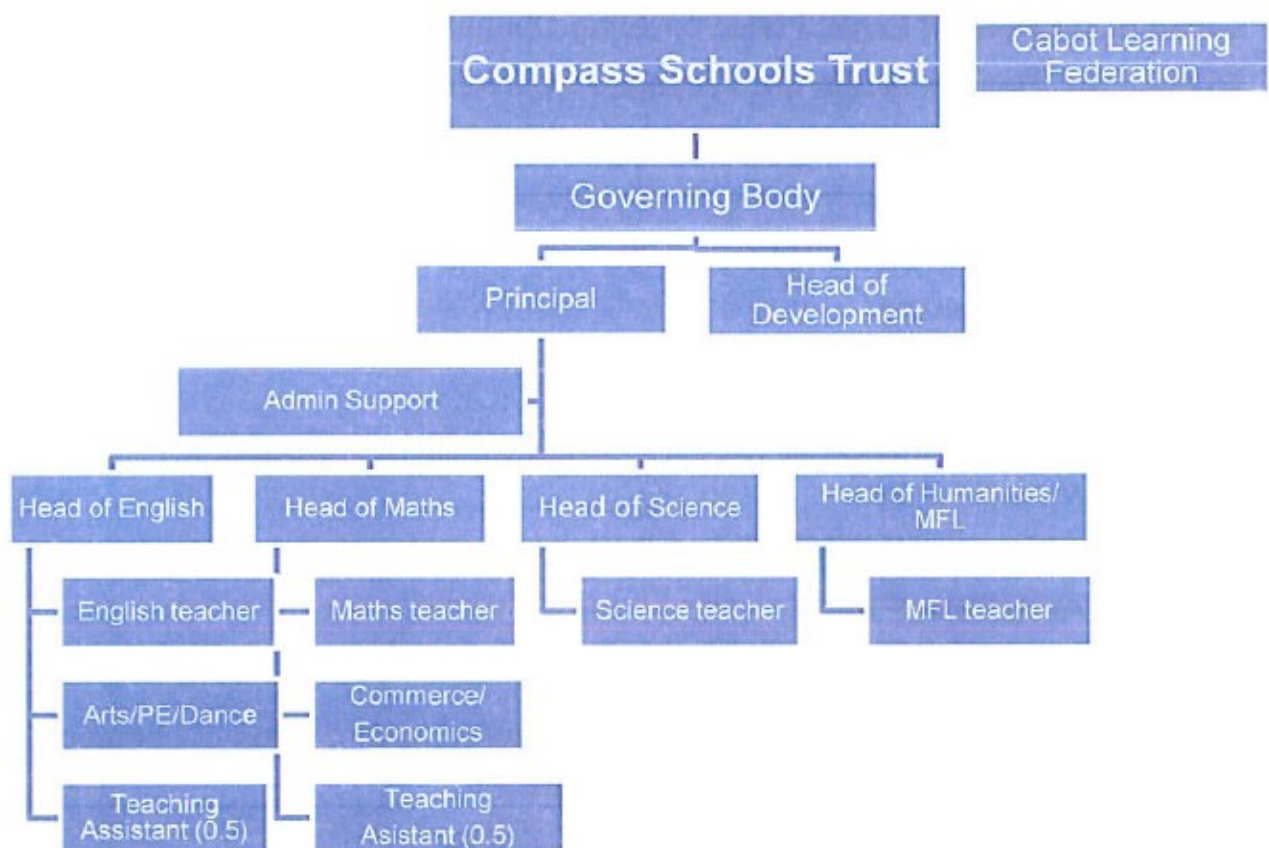 Compass Schools Trust
Cabot Learning
Federation
Governing Body
Principal
Head of
Development
Admin Support
Head of English
Head of Maths
Head of Science
Head of Humanities/
MFL
English teacher
Maths teacher
Science teacher
MFL teacher
Arts/PE/Dance
Commerce/
Economics
Teaching
Assistant (0.5)
Teaching
Asistant (0.5)